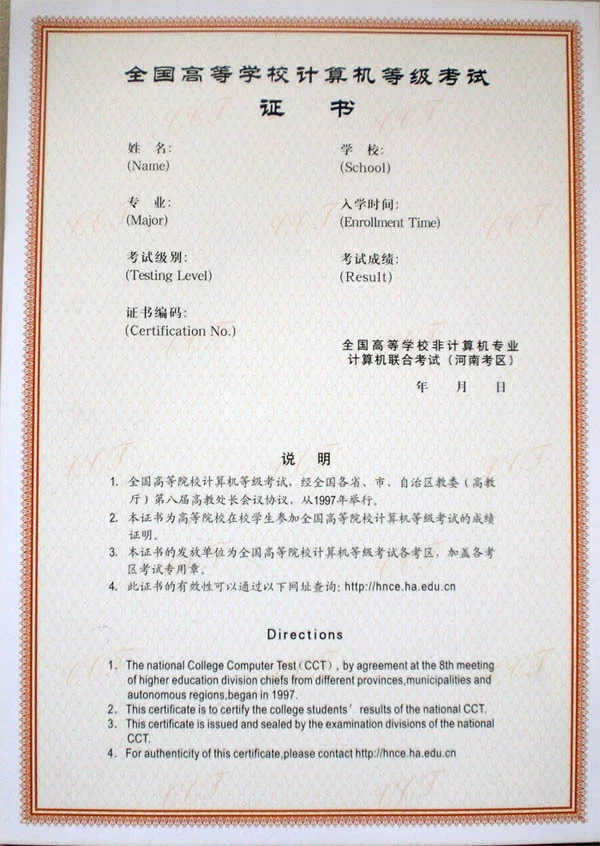 全国高等学校计算机等级考试
证 书
姓 名:
(Name)
学 校:
(School)
专 业:
(Major)
入学时间:
(Enrollment Time)
考试级别:
(Testing Level)
考试成绩:
(Result)
证书编码:
(Certification No.)
全国高等学校非计算机专业
计算机联合考试（河南考区）
年 月 日
说 明
1. 全国高等院校计算机等级考试，经全国各省、市、自治区教委（高教
厅）第八届高教处长会议协议，从1997年举行。
2. 本证书为高等院校在校学生参加全国高等院校计算机等级考试的成绩
证明。
3. 本证书的发放单位为全国高等院校计算机等级考试各考区，加盖各考
区考试专用章。
4. 此证书的有效性可以通过以下网址查询: http://hnce.ha.edu.cn
Directions
1. The national College Computer Test（CCT）, by agreement at the 8th meeting
of higher education division chiefs from different provinces,municipalities and
autonomous regions,began in 1997.
2. This certificate is to certify the college students' results of the national CCT.
3. This certificate is issued and sealed by the examination divisions of the national
CCT.
4. For authenticity of this certificate,please contact http://hnce.ha.edu.cn